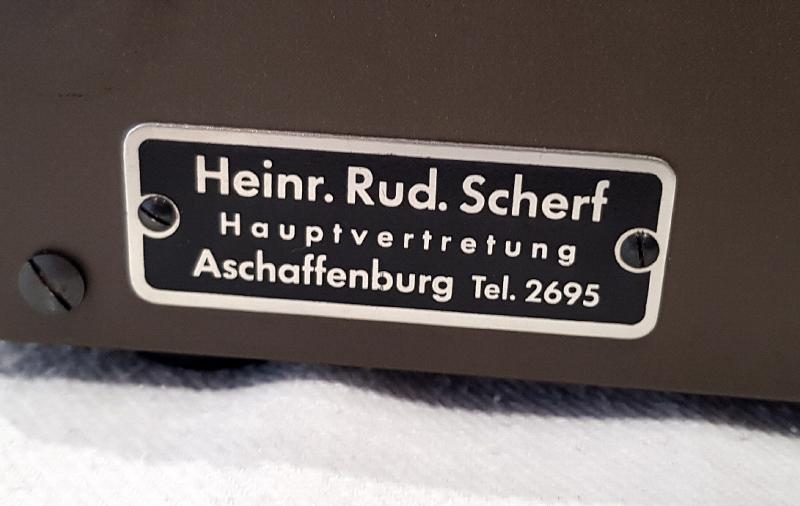 Heinr. Rud. Scherf
Hauptvertretung
Aschaffenburg Tel. 2695